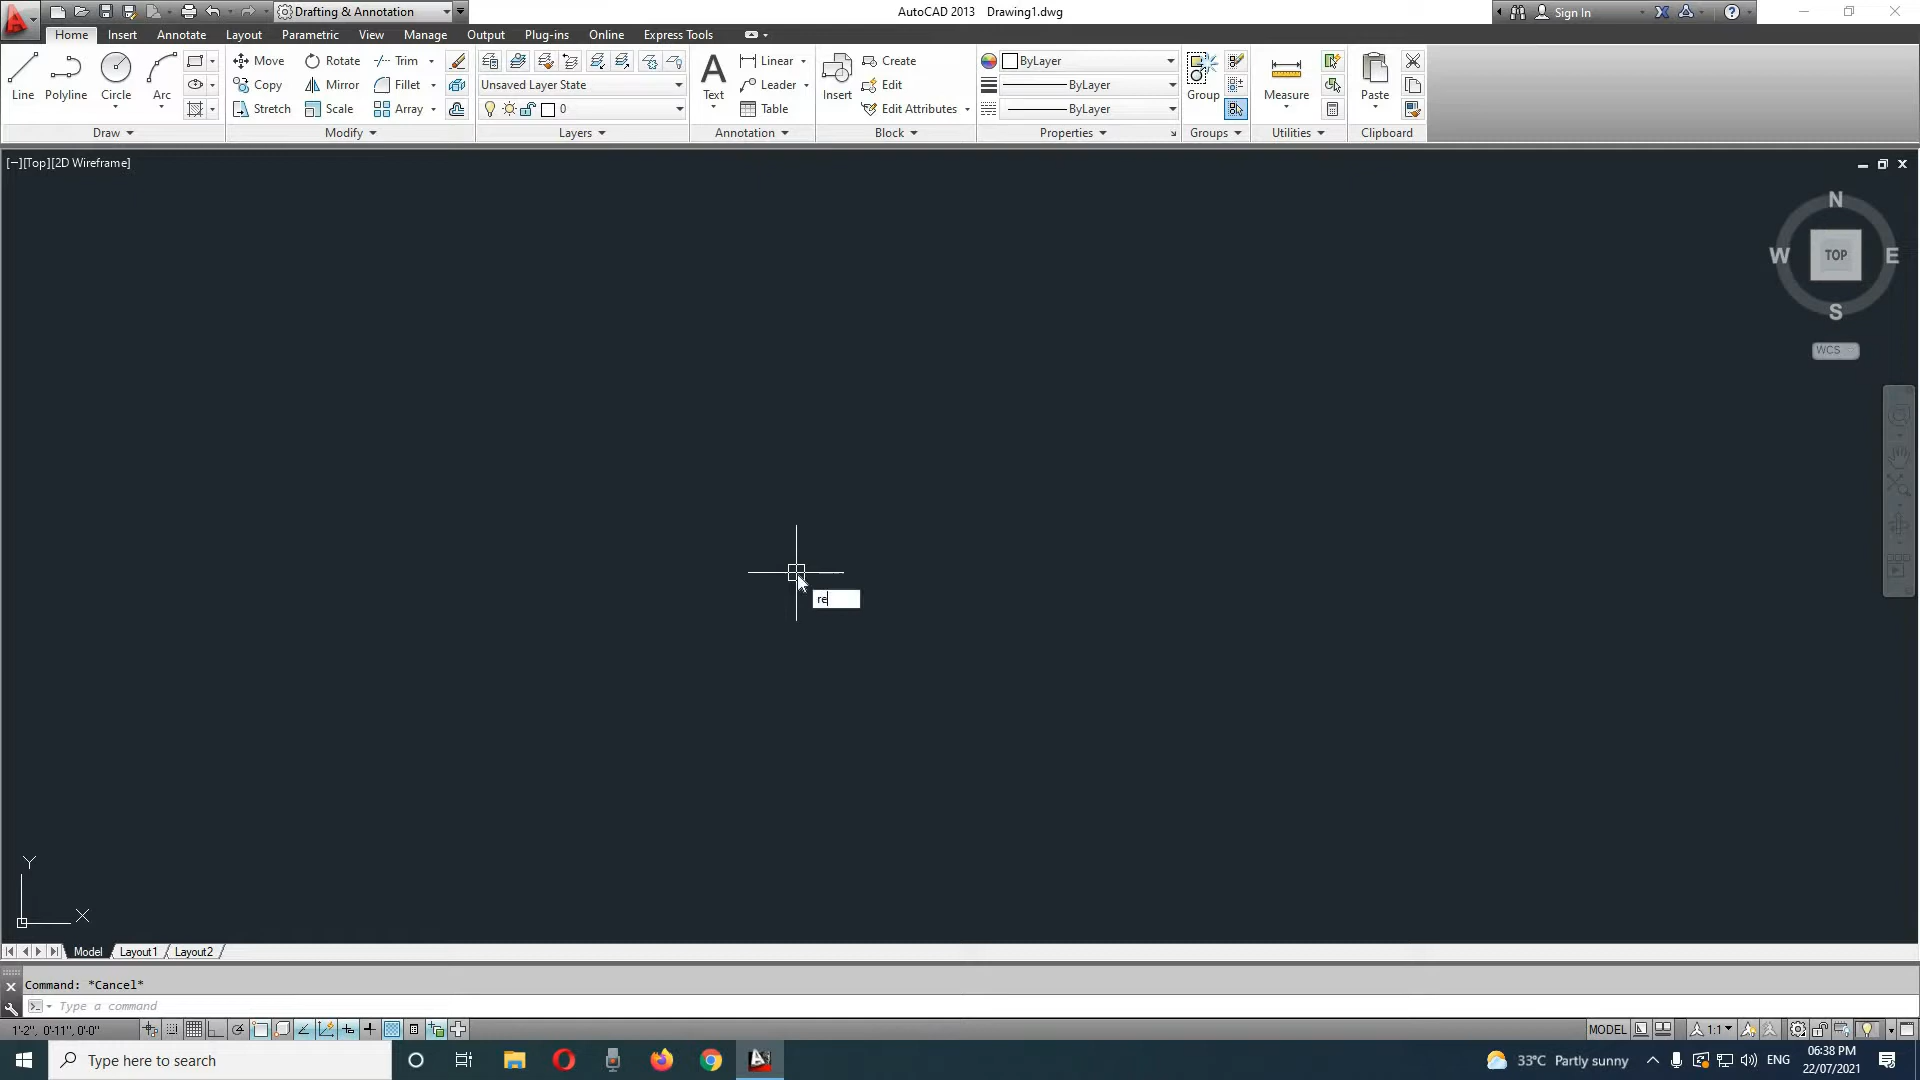 Drafting & Annotation
AutoCAD 2013 Drawing1.dwg
Sign In
Home Insert Annotate Layout Parametric View Manage Output Plug-ins Online Express Tools
Line Polyline Circle Arc
Move Rotate Trim
Copy Mirror Fillet
Stretch Scale Array
Unsaved Layer State
0
Text
Linear
Leader
Table
Insert
Create
Edit
Edit Attributes
ByLayer
ByLayer
ByLayer
Group
Measure
Paste
Draw Modify Layers Annotation Block Properties Groups Utilities Clipboard
[−][Top][2D Wireframe]
N
W TOP E
S
WCS
re
Y
X
Model Layout1 Layout2
Command: *Cancel*
Type a command
1'-2", 0'-11", 0'-0"
MODEL
1:1
Type here to search
33°C Partly sunny
ENG
06:38 PM
22/07/2021